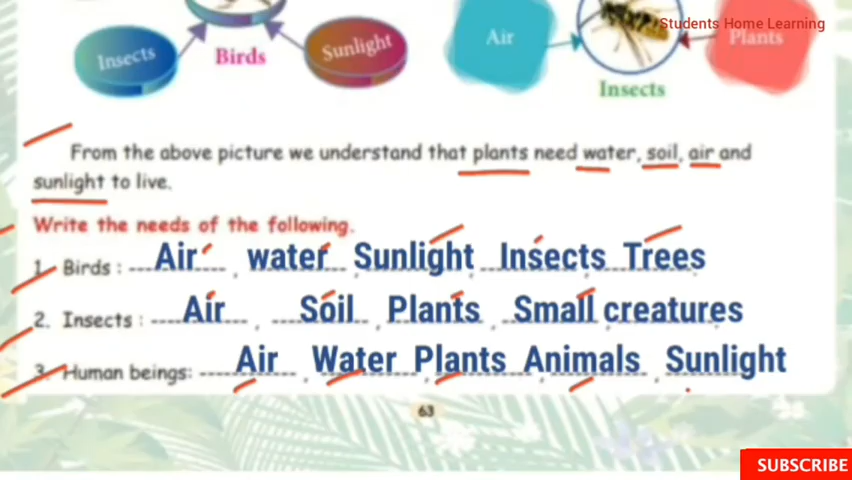 Students Home Learning
Insects
Birds
Sunlight
Air
Insects
Plants
From the above picture we understand that plants need water, soil, air and
sunlight to live.
Write the needs of the following.
1. Birds : Air , water , Sunlight , Insects , Trees
2. Insects : Air , Soil , Plants , Small creatures
3. Human beings: Air , Water , Plants , Animals , Sunlight
63
SUBSCRIBE